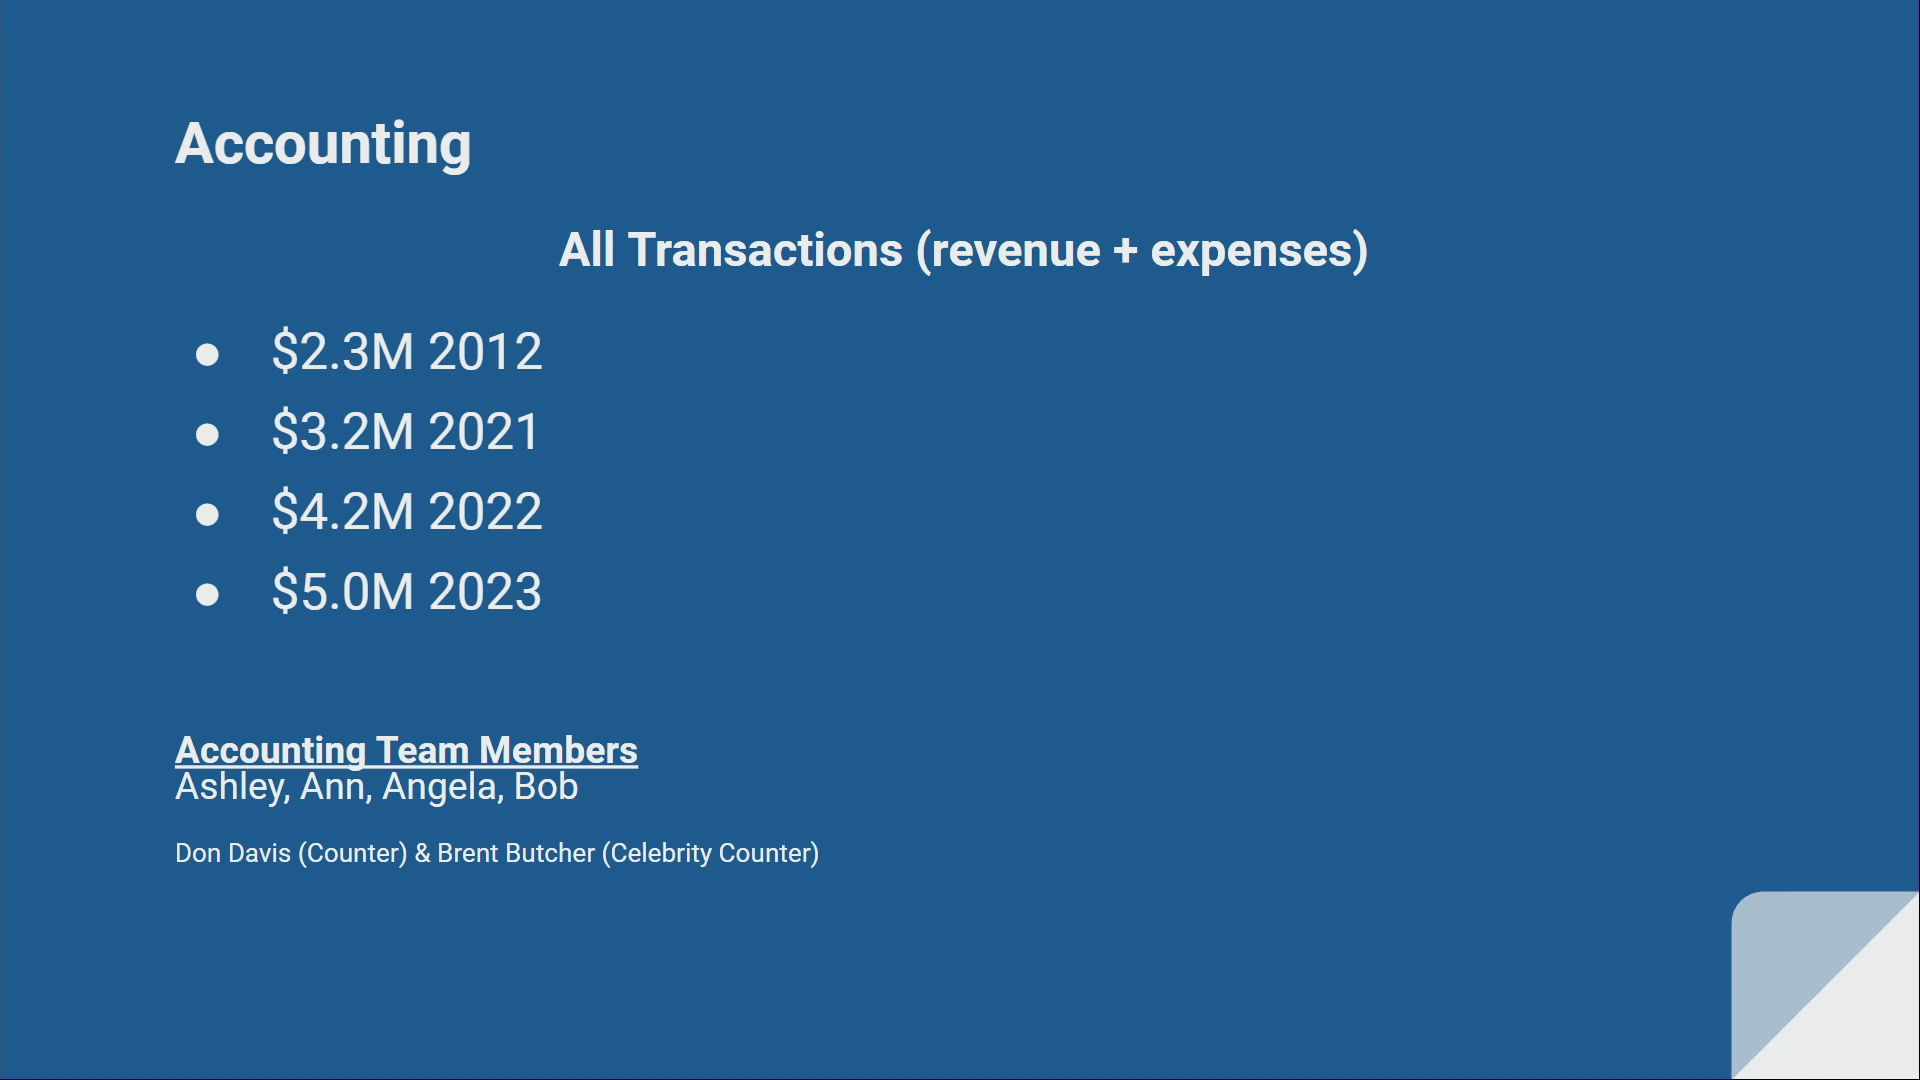 Accounting
All Transactions (revenue + expenses)
● $2.3M 2012
● $3.2M 2021
● $4.2M 2022
● $5.0M 2023
Accounting Team Members
Ashley, Ann, Angela, Bob
Don Davis (Counter) & Brent Butcher (Celebrity Counter)